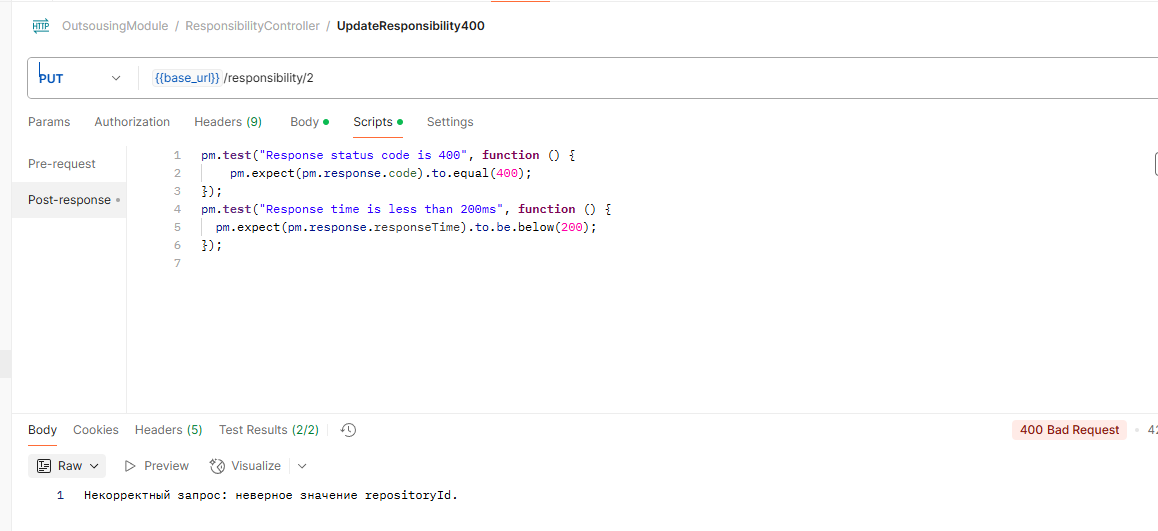 HTTP OutsousingModule / ResponsibilityController / UpdateResponsibility400
PUT {{base_url}} /responsibility/2
Params Authorization Headers (9) Body Scripts Settings
Pre-request
Post-response
1 pm.test("Response status code is 400", function () {
2 pm.expect(pm.response.code).to.equal(400);
3 });
4 pm.test("Response time is less than 200ms", function () {
5 pm.expect(pm.response.responseTime).to.be.below(200);
6 });
7
Body Cookies Headers (5) Test Results (2/2) 400 Bad Request 42
Raw Preview Visualize
1 Некорректный запрос: неверное значение repositoryId.